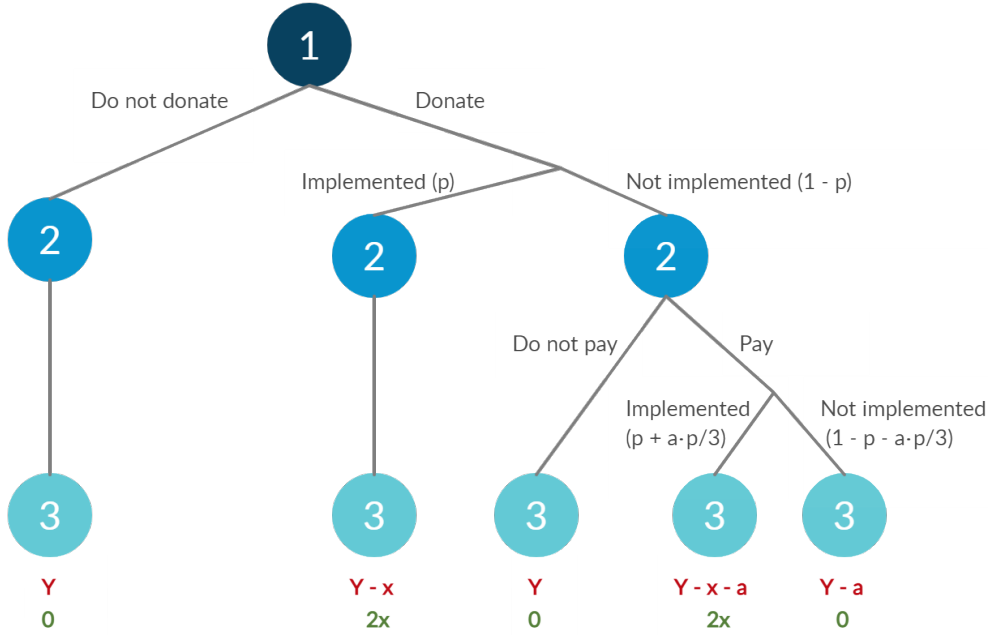 1
Do not donate
Donate
Implemented (p)
Not implemented (1 - p)
2
2
2
Do not pay
Pay
Implemented
(p + a·p/3)
Not implemented
(1 - p - a·p/3)
3
3
3
3
3
Y
Y - x
Y
Y - x - a
Y - a
0
2x
0
2x
0